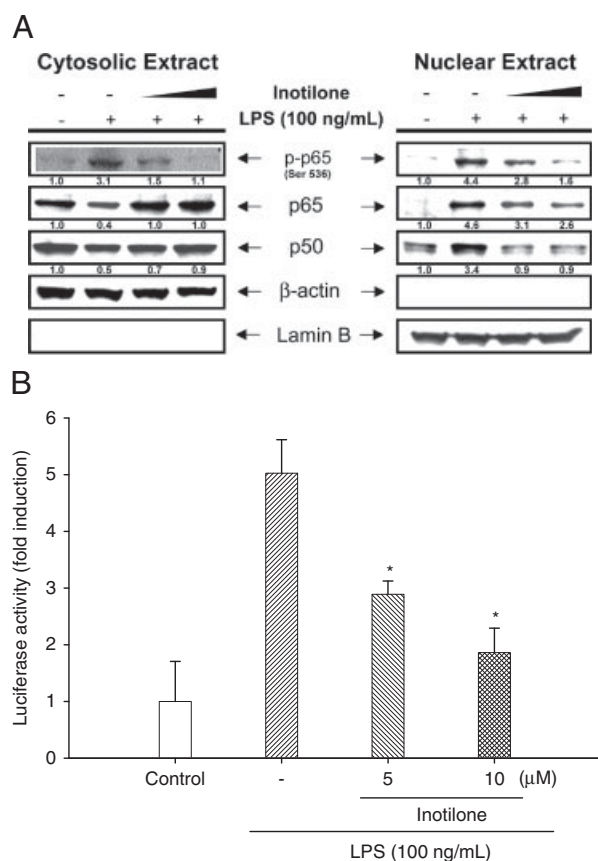 A
Cytosolic Extract
Nuclear Extract
- -
Inotilone
- -
- + + +
LPS (100 ng/mL)
- + + +
p-p65
(Ser 536)
1.0 3.1 1.5 1.1
1.0 4.4 2.8 1.6
p65
1.0 0.4 1.0 1.0
1.0 4.6 3.1 2.6
p50
1.0 0.5 0.7 0.9
1.0 3.4 0.9 0.9
β-actin
Lamin B
B
Luciferase activity (fold induction)
6
5
4
3
2
1
0
*
*
Control - 5 10 (μM)
Inotilone
LPS (100 ng/mL)